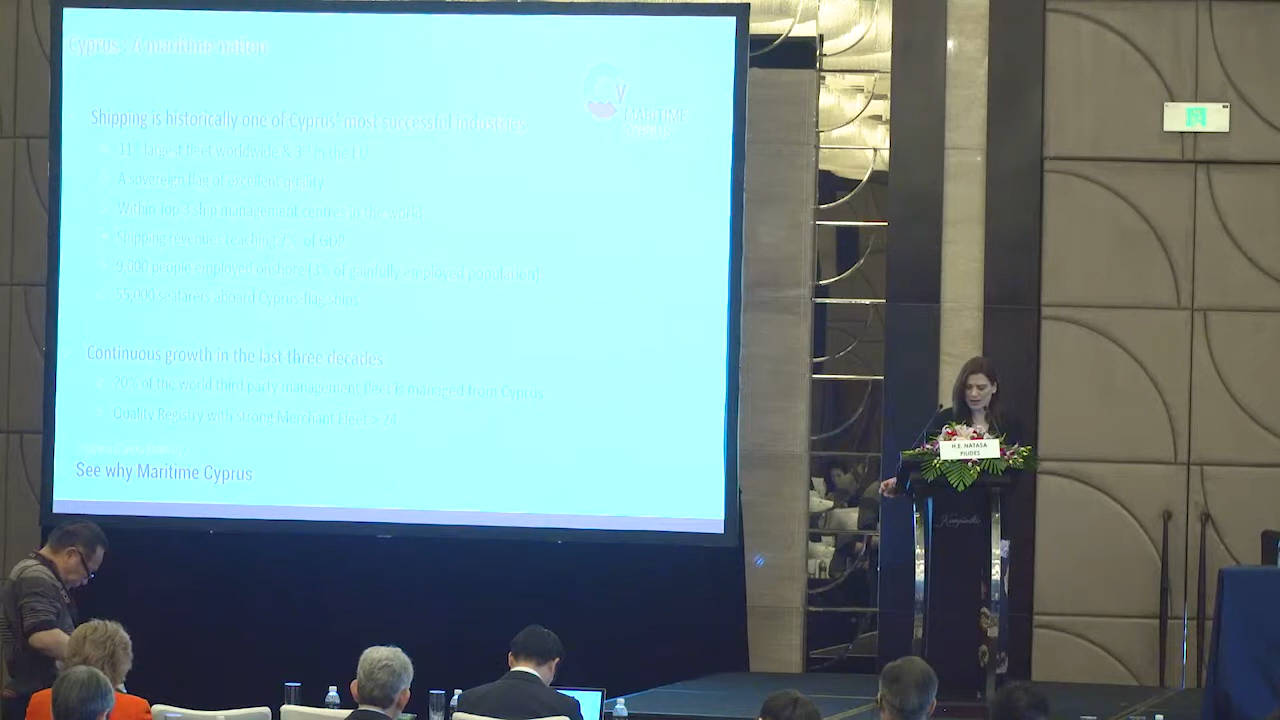 Cyprus - A maritime nation
MARITIME
CYPRUS
Shipping is historically one of Cyprus' most successful industries
11th largest fleet worldwide & 3rd in the EU
A sovereign flag of excellent quality
Within Top 3 ship management centres in the world
Shipping revenues reaching 7% of GDP
9,000 people employed onshore (3% of gainfully employed population)
55,000 seafarers aboard Cyprus-flag ships
Continuous growth in the last three decades
20% of the world third party management fleet is managed from Cyprus
Quality Registry with strong Merchant Fleet > 24
See why Maritime Cyprus
H.E. NATASA
PILIDES
Kempinski